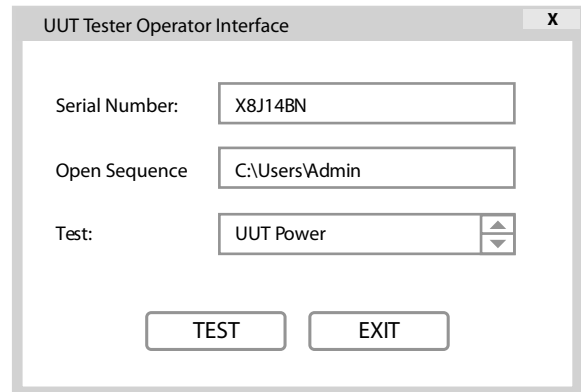 UUT Tester Operator Interface X
Serial Number: X8J14BN
Open Sequence C:\Users\Admin
Test: UUT Power
TEST EXIT